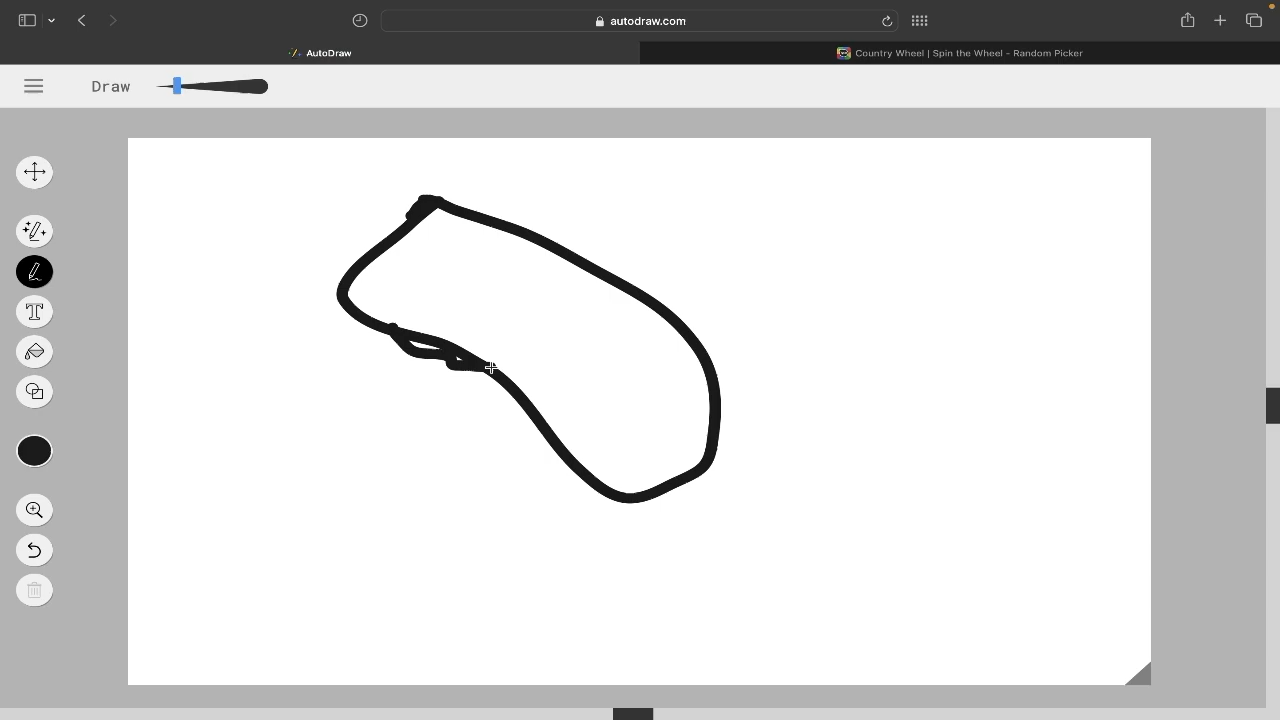 autodraw.com
AutoDraw
Country Wheel | Spin the Wheel - Random Picker
Draw
T